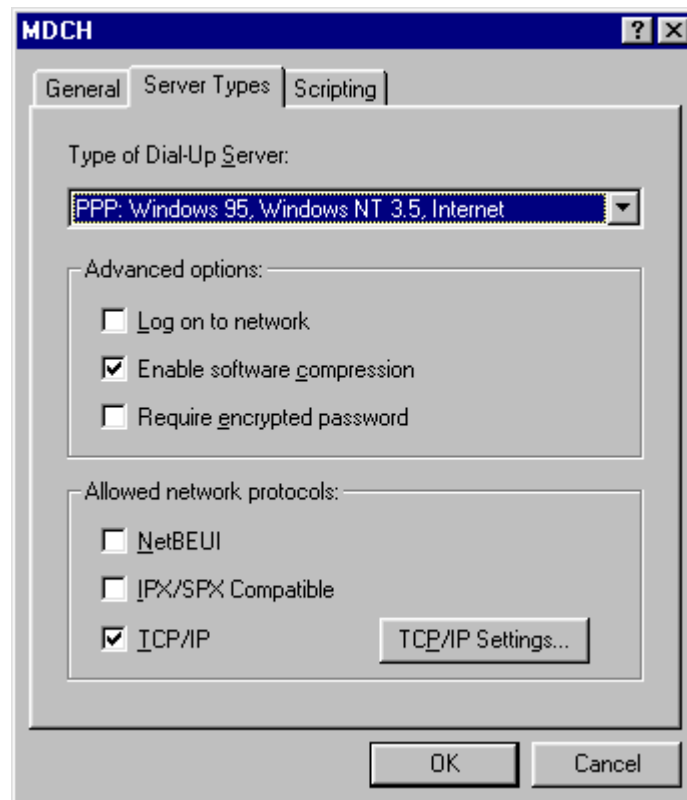 MDCH
General Server Types Scripting
Type of Dial-Up Server:
PPP: Windows 95, Windows NT 3.5, Internet
Advanced options:
Log on to network
Enable software compression
Require encrypted password
Allowed network protocols:
NetBEUI
IPX/SPX Compatible
TCP/IP TCP/IP Settings...
OK Cancel